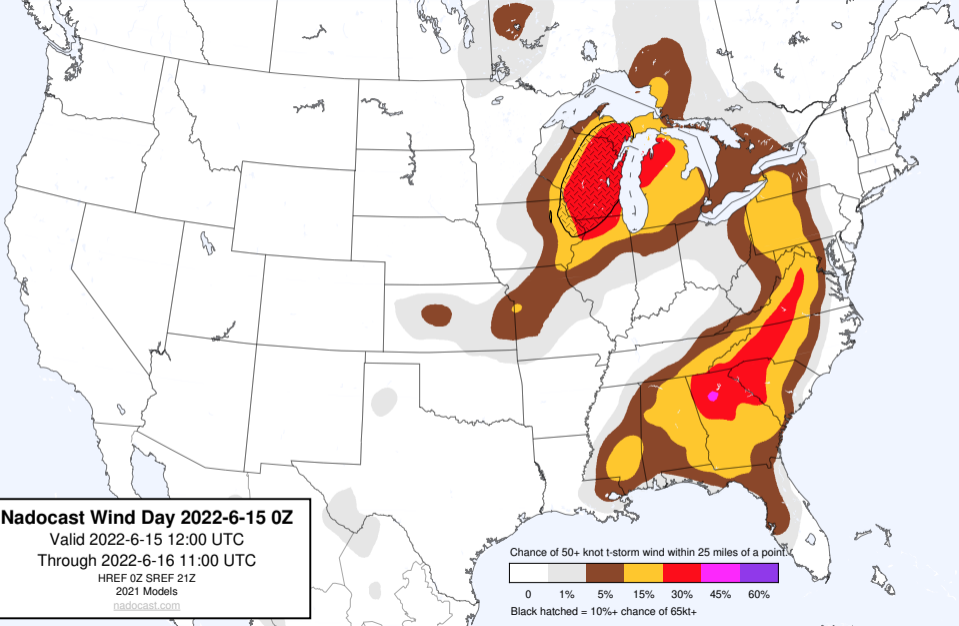 Nadocast Wind Day 2022-6-15 0Z
Valid 2022-6-15 12:00 UTC
Through 2022-6-16 11:00 UTC
HREF 0Z SREF 21Z
2021 Models
nadocast.com
Chance of 50+ knot t-storm wind within 25 miles of a point.
0 1% 5% 15% 30% 45% 60%
Black hatched = 10%+ chance of 65kt+